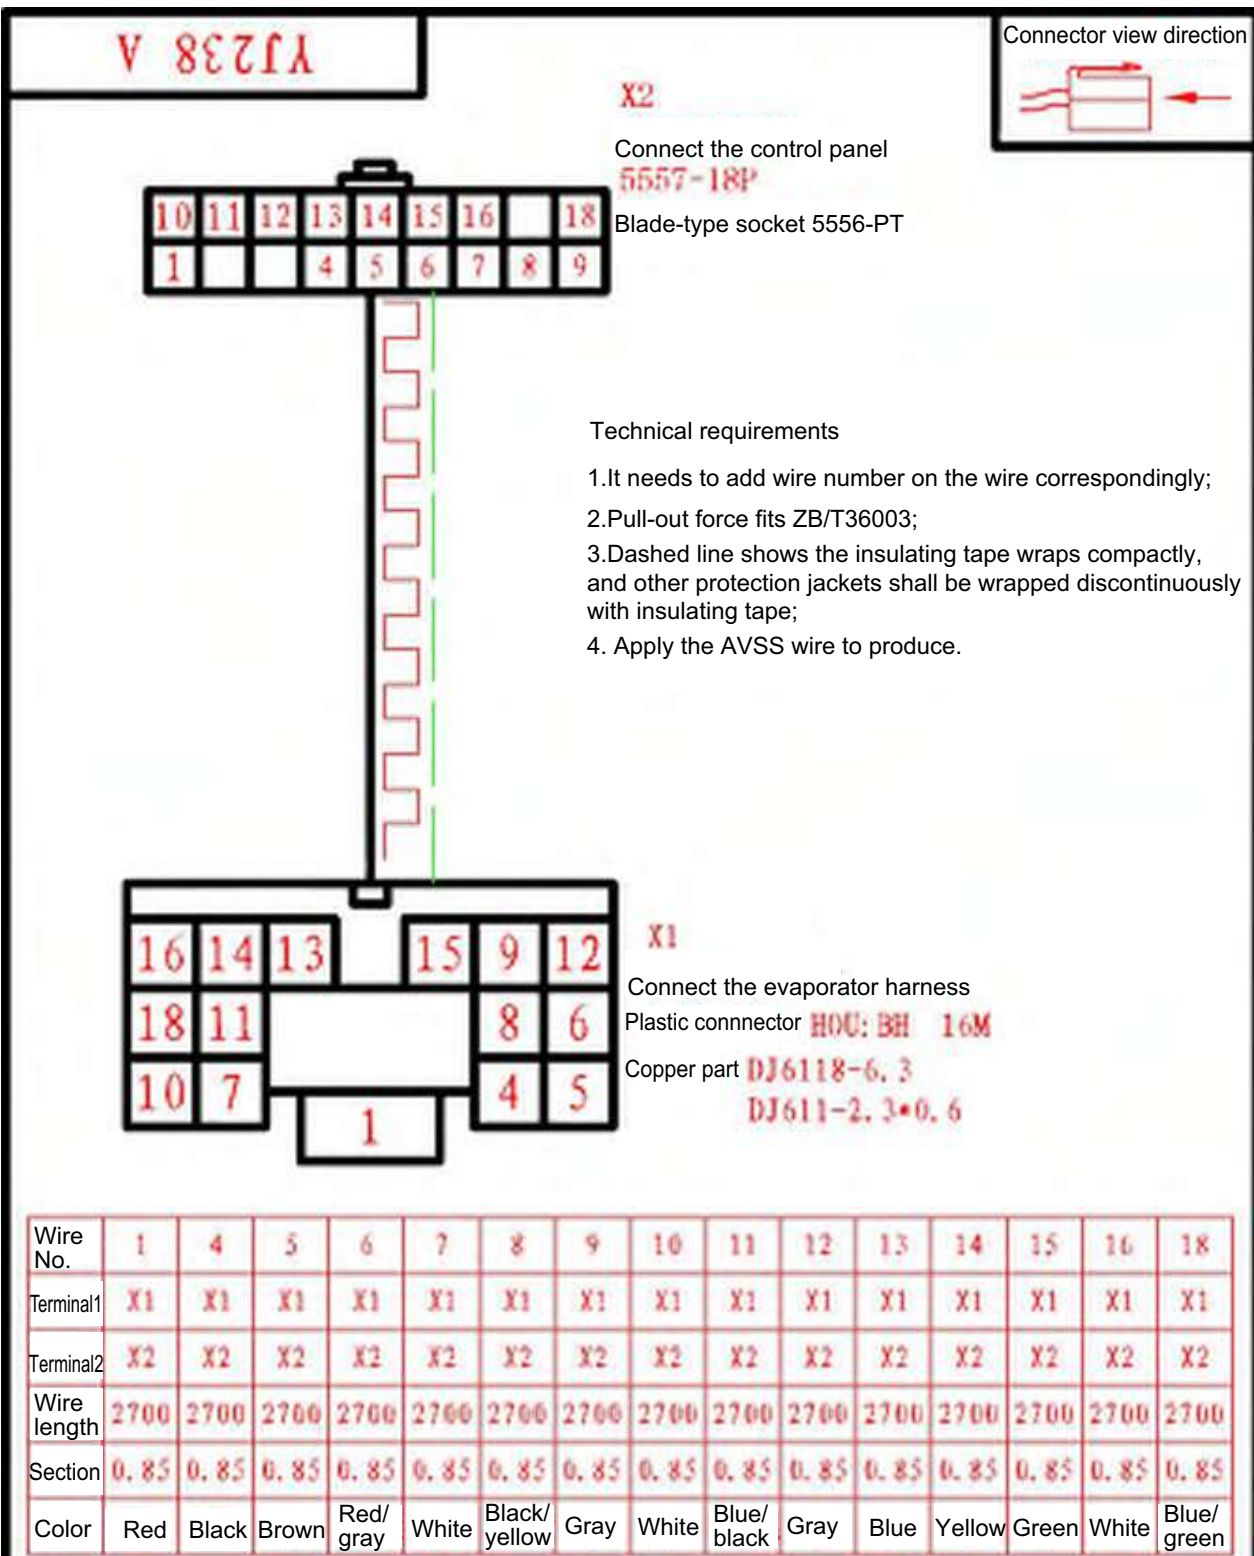 YJ238 A
Connector view direction
X2
Connect the control panel
5557-18P
Blade-type socket 5556-PT
10 11 12 13 14 15 16 18
1 4 5 6 7 8 9
Technical requirements
1.It needs to add wire number on the wire correspondingly;
2.Pull-out force fits ZB/T36003;
3.Dashed line shows the insulating tape wraps compactly,
and other protection jackets shall be wrapped discontinuously
with insulating tape;
4. Apply the AVSS wire to produce.
16 14 13 15 9 12
18 11 8 6
10 7 4 5
1
X1
Connect the evaporator harness
Plastic connnector HOU: BH 16M
Copper part DJ6118-6.3
DJ611-2.3*0.6
Wire No. 1 4 5 6 7 8 9 10 11 12 13 14 15 16 18
Terminal1 X1 X1 X1 X1 X1 X1 X1 X1 X1 X1 X1 X1 X1 X1 X1
Terminal2 X2 X2 X2 X2 X2 X2 X2 X2 X2 X2 X2 X2 X2 X2 X2
Wire length 2700 2700 2700 2700 2700 2700 2700 2700 2700 2700 2700 2700 2700 2700 2700
Section 0.85 0.85 0.85 0.85 0.85 0.85 0.85 0.85 0.85 0.85 0.85 0.85 0.85 0.85 0.85
Color Red Black Brown Red/gray White Black/yellow Gray White Blue/black Gray Blue Yellow Green White Blue/green